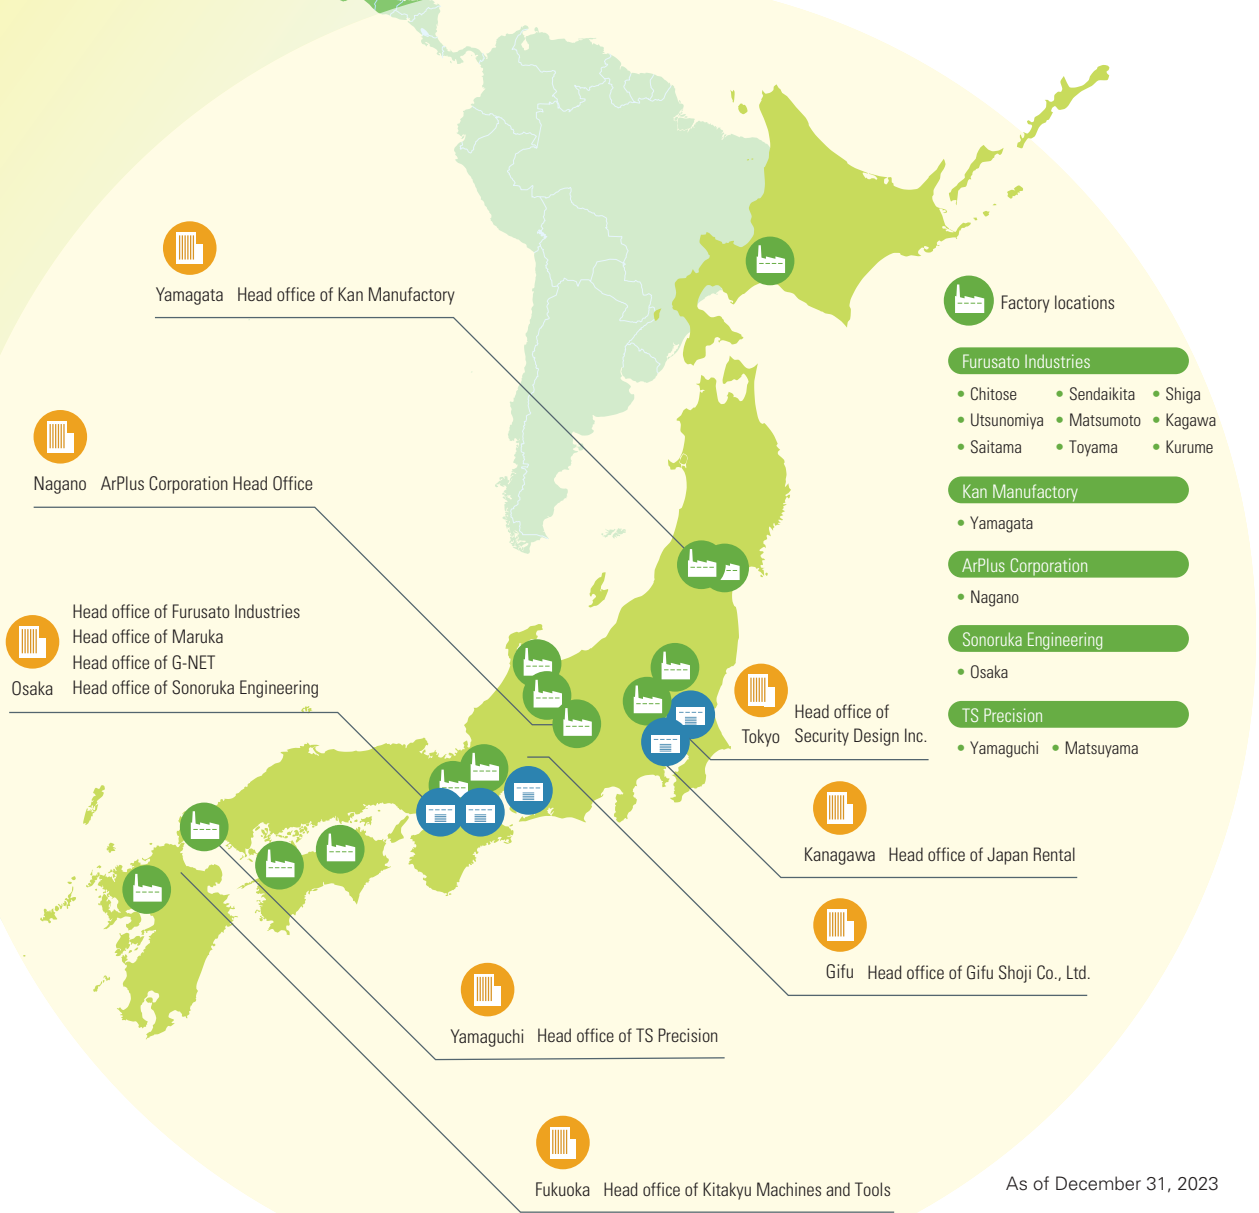 Yamagata Head office of Kan Manufactory
Nagano ArPlus Corporation Head Office
Osaka
Head office of Furusato Industries
Head office of Maruka
Head office of G-NET
Head office of Sonoruka Engineering
Tokyo
Head office of
Security Design Inc.
Kanagawa Head office of Japan Rental
Gifu Head office of Gifu Shoji Co., Ltd.
Yamaguchi Head office of TS Precision
Fukuoka Head office of Kitakyu Machines and Tools
Factory locations
Furusato Industries
• Chitose • Sendaikita • Shiga
• Utsunomiya • Matsumoto • Kagawa
• Saitama • Toyama • Kurume
Kan Manufactory
• Yamagata
ArPlus Corporation
• Nagano
Sonoruka Engineering
• Osaka
TS Precision
• Yamaguchi • Matsuyama
As of December 31, 2023